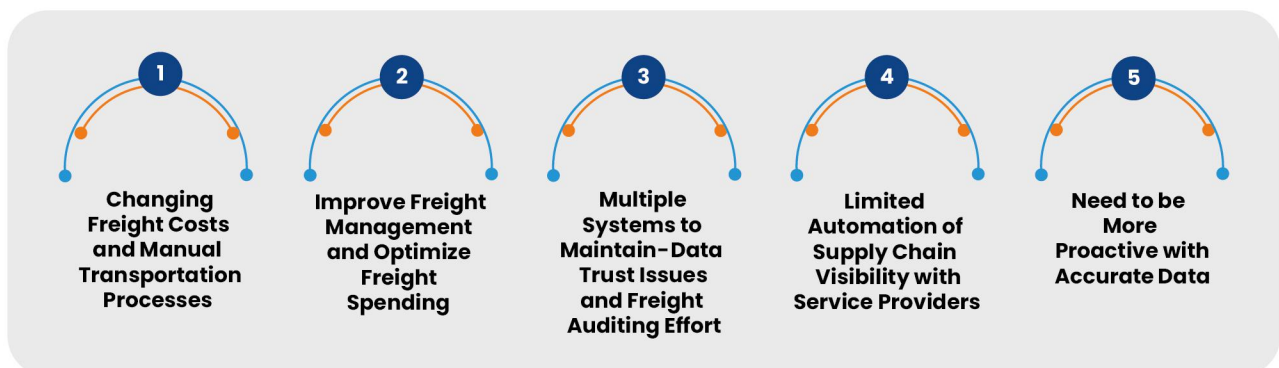 1
Changing
Freight Costs
and Manual
Transportation
Processes
2
Improve Freight
Management
and Optimize
Freight
Spending
3
Multiple
Systems to
Maintain-Data
Trust Issues
and Freight
Auditing Effort
4
Limited
Automation of
Supply Chain
Visibility with
Service Providers
5
Need to be
More
Proactive with
Accurate Data